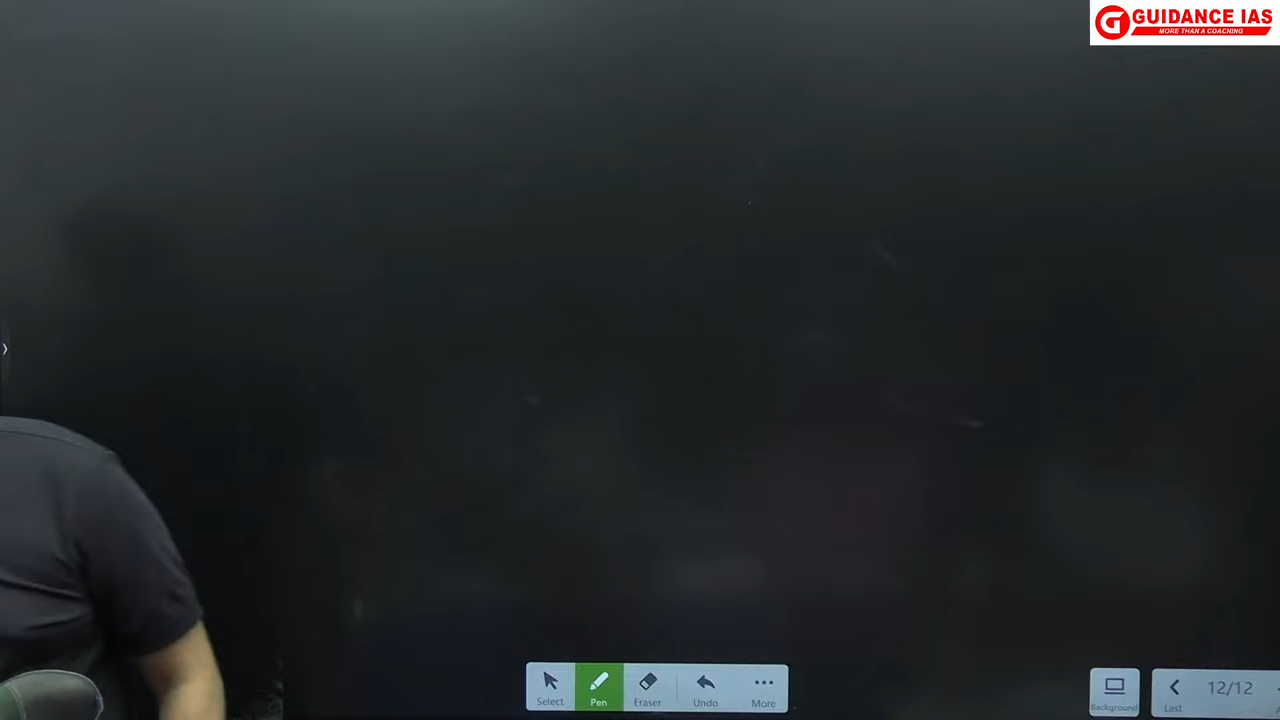 GUIDANCE IAS
MORE THAN A COACHING
Select
Pen
Eraser
Undo
More
Background
Last
12/12